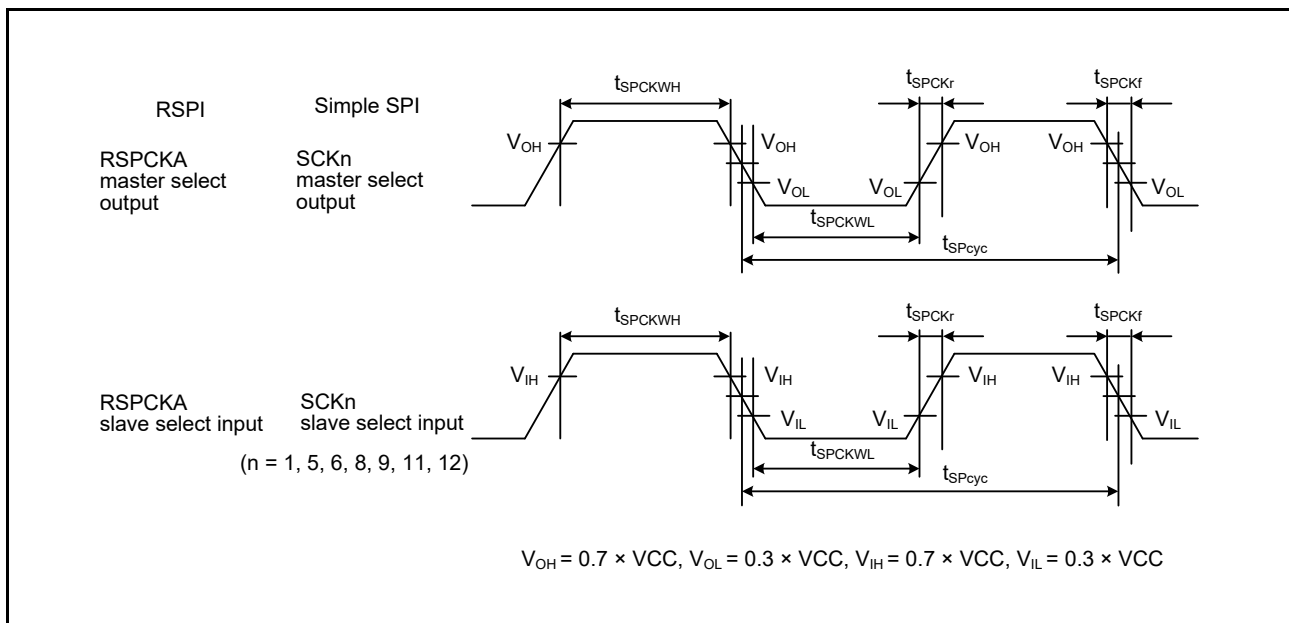 RSPI
Simple SPI
RSPCKA
master select
output
SCKn
master select
output
tSPCKWH
tSPCKr
tSPCKf
VOH
VOH
VOL
VOL
VOH
VOH
VOL
tSPCKWL
tSPcyc
RSPCKA
slave select input
SCKn
slave select input
(n = 1, 5, 6, 8, 9, 11, 12)
tSPCKWH
tSPCKr
tSPCKf
VIH
VIH
VIL
VIL
VIH
VIH
VIL
tSPCKWL
tSPcyc
VOH = 0.7 × VCC, VOL = 0.3 × VCC, VIH = 0.7 × VCC, VIL = 0.3 × VCC